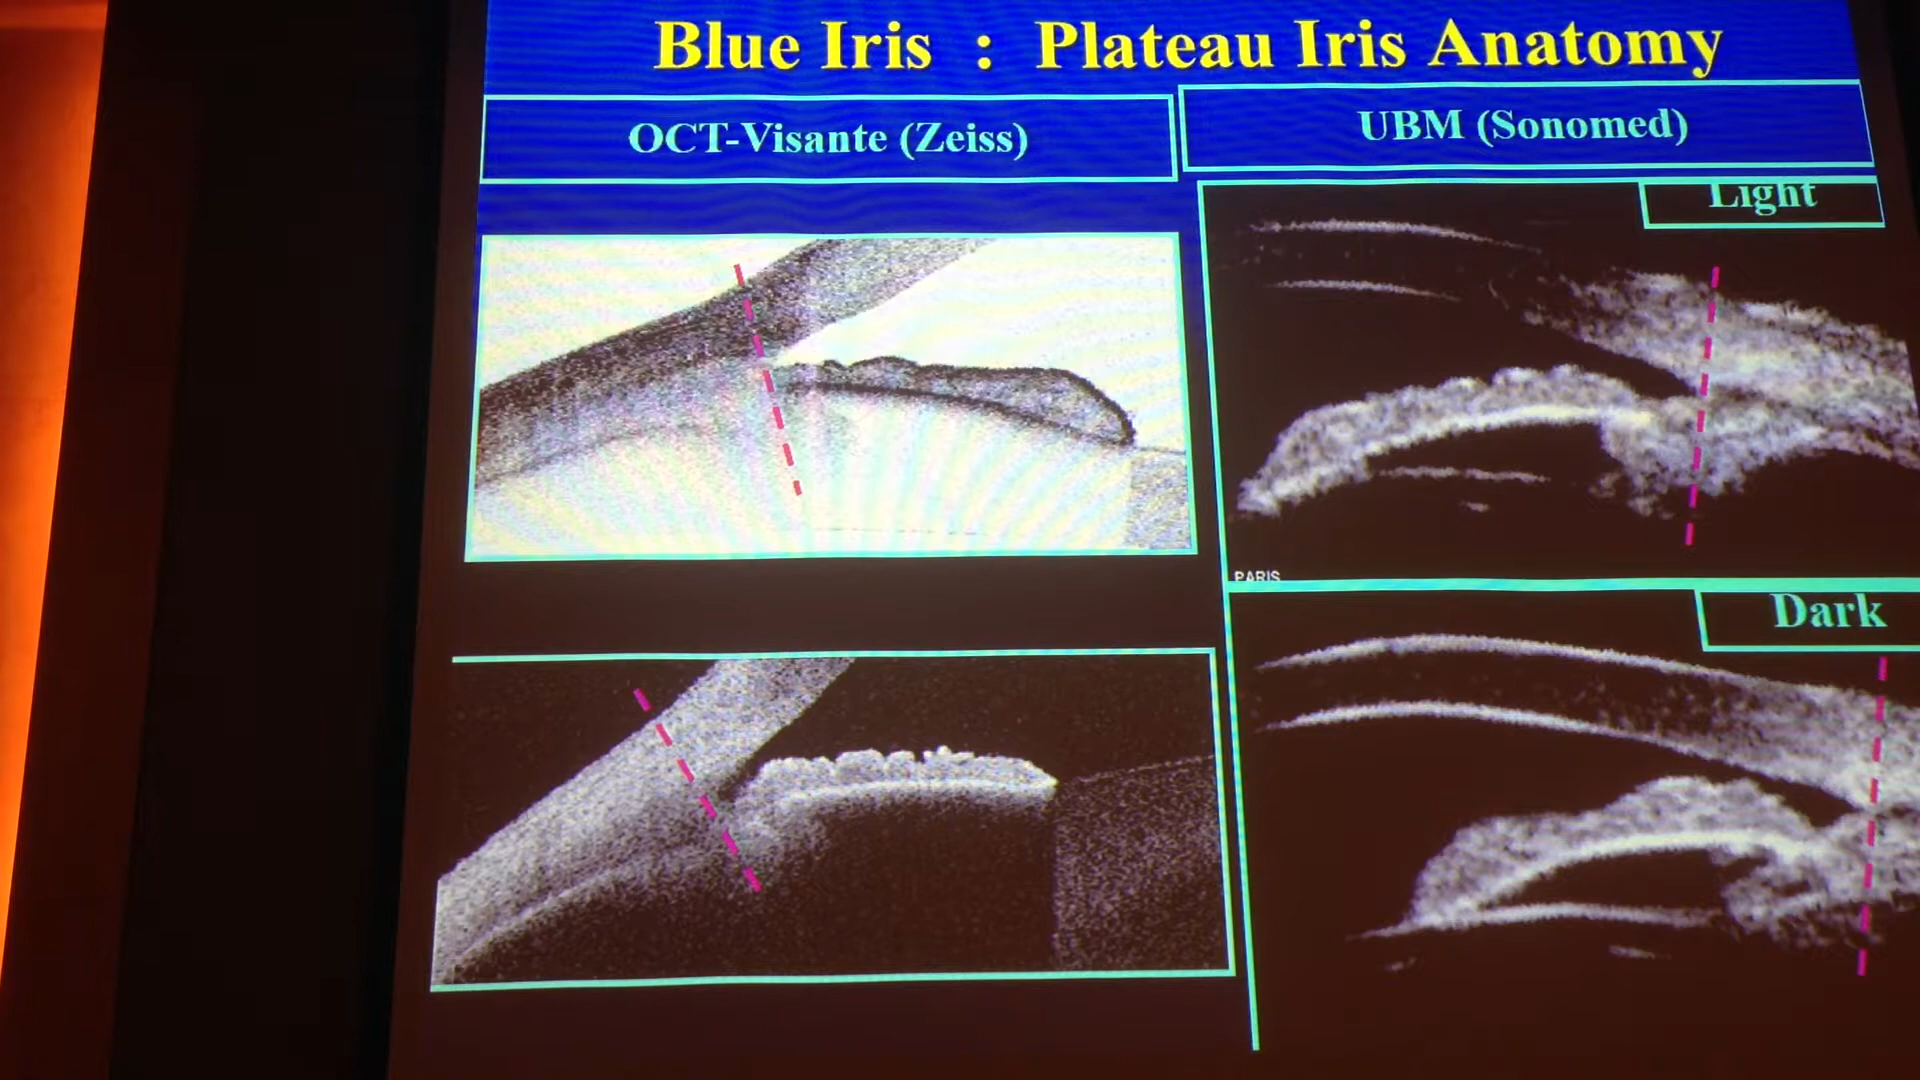 Blue Iris : Plateau Iris Anatomy
OCT-Visante (Zeiss)
UBM (Sonomed)
Light
PARIS
Dark